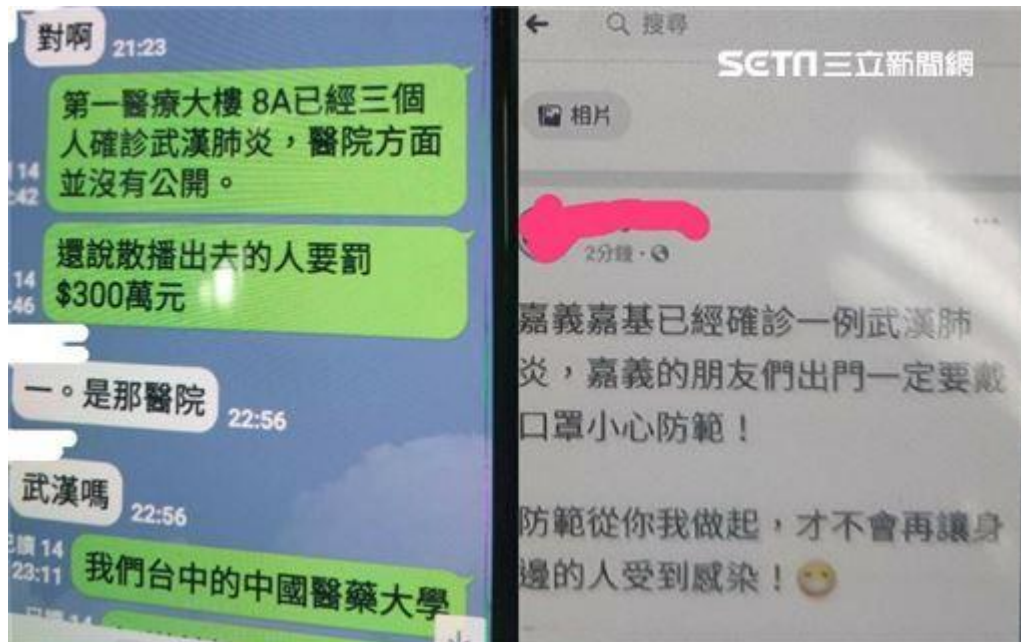 對啊
21:23
第一醫療大樓 8A已經三個
人確診武漢肺炎，醫院方面
並沒有公開。
14
:42
還說散播出去的人要罰
$300萬元
14
:46
一。是那醫院
22:56
武漢嗎
22:56
已讀 14
23:11
我們台中的中國醫藥大學
搜尋
SETN三立新聞網
相片
2分鐘
嘉義嘉基已經確診一例武漢肺
炎，嘉義的朋友們出門一定要戴
口罩小心防範！
防範從你我做起，才不會再讓身
邊的人受到感染！